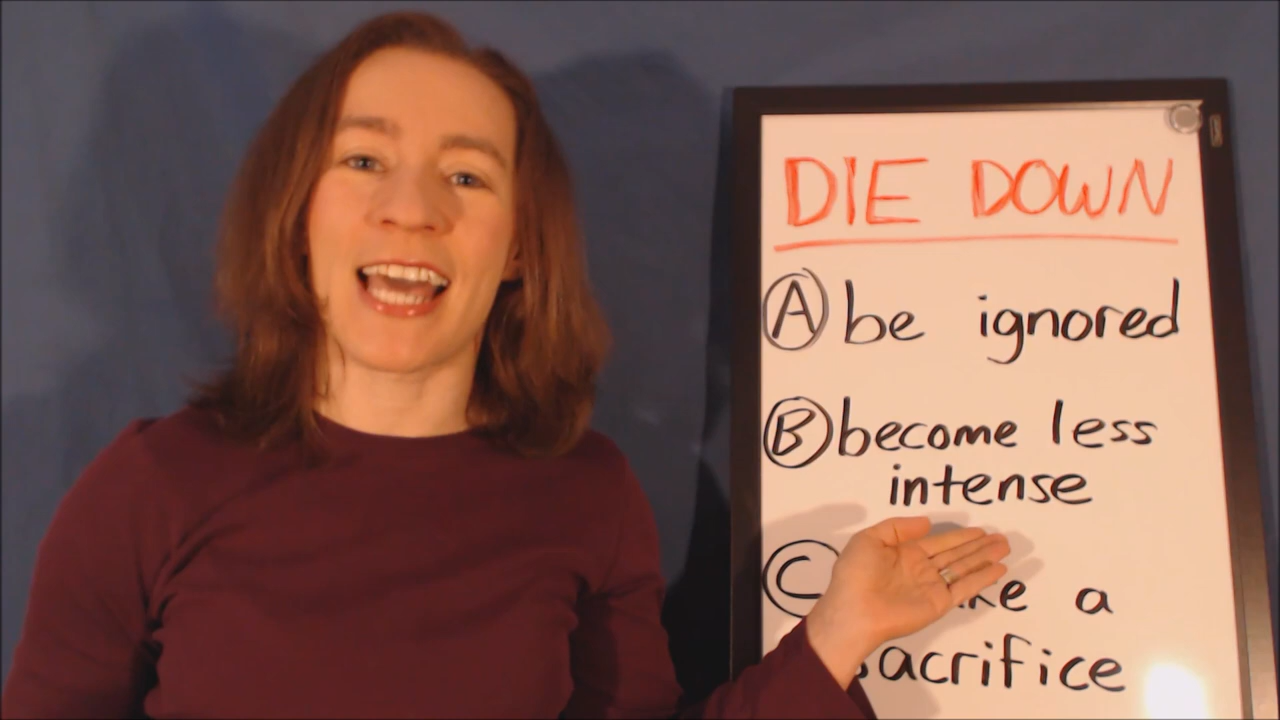 DIE DOWN
A be ignored
B become less
intense
C a
sacrifice